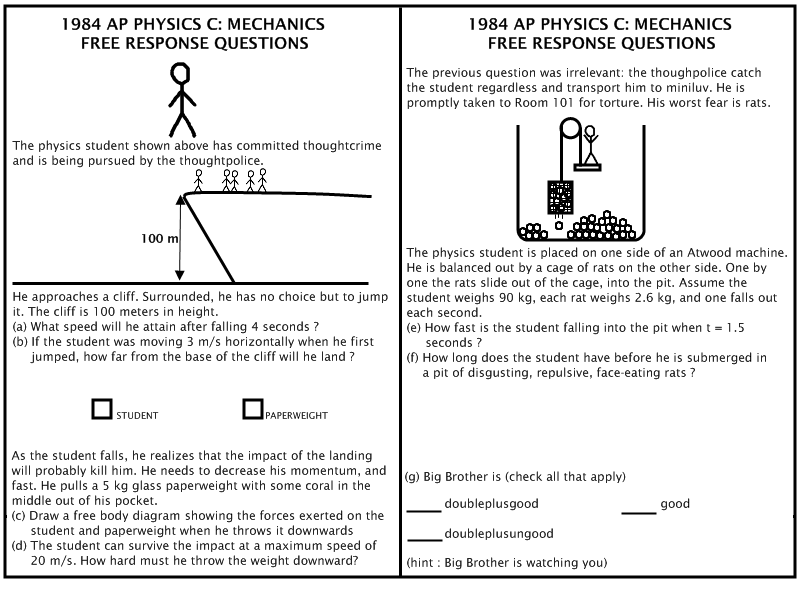 1984 AP PHYSICS C: MECHANICS
FREE RESPONSE QUESTIONS
The physics student shown above has committed thoughtcrime
and is being pursued by the thoughtpolice.
100 m
He approaches a cliff. Surrounded, he has no choice but to jump
it. The cliff is 100 meters in height.
(a) What speed will he attain after falling 4 seconds ?
(b) If the student was moving 3 m/s horizontally when he first
jumped, how far from the base of the cliff will he land ?
STUDENT
PAPERWEIGHT
As the student falls, he realizes that the impact of the landing
will probably kill him. He needs to decrease his momentum, and
fast. He pulls a 5 kg glass paperweight with some coral in the
middle out of his pocket.
(c) Draw a free body diagram showing the forces exerted on the
student and paperweight when he throws it downwards
(d) The student can survive the impact at a maximum speed of
20 m/s. How hard must he throw the weight downward?
1984 AP PHYSICS C: MECHANICS
FREE RESPONSE QUESTIONS
The previous question was irrelevant: the thoughpolice catch
the student regardless and transport him to miniluv. He is
promptly taken to Room 101 for torture. His worst fear is rats.
The physics student is placed on one side of an Atwood machine.
He is balanced out by a cage of rats on the other side. One by
one the rats slide out of the cage, into the pit. Assume the
student weighs 90 kg, each rat weighs 2.6 kg, and one falls out
each second.
(e) How fast is the student falling into the pit when t = 1.5
seconds ?
(f) How long does the student have before he is submerged in
a pit of disgusting, repulsive, face-eating rats ?
(g) Big Brother is (check all that apply)
doubleplusgood
good
doubleplusungood
(hint : Big Brother is watching you)